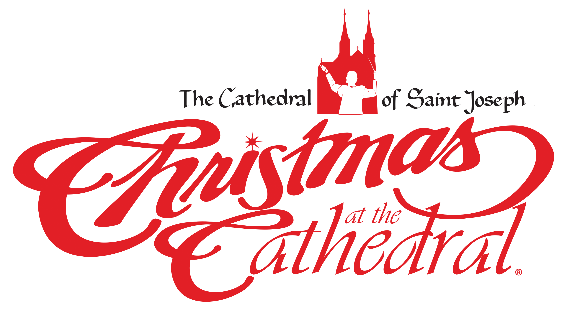 The Cathedral of Saint Joseph
Christmas
at the
Cathedral®